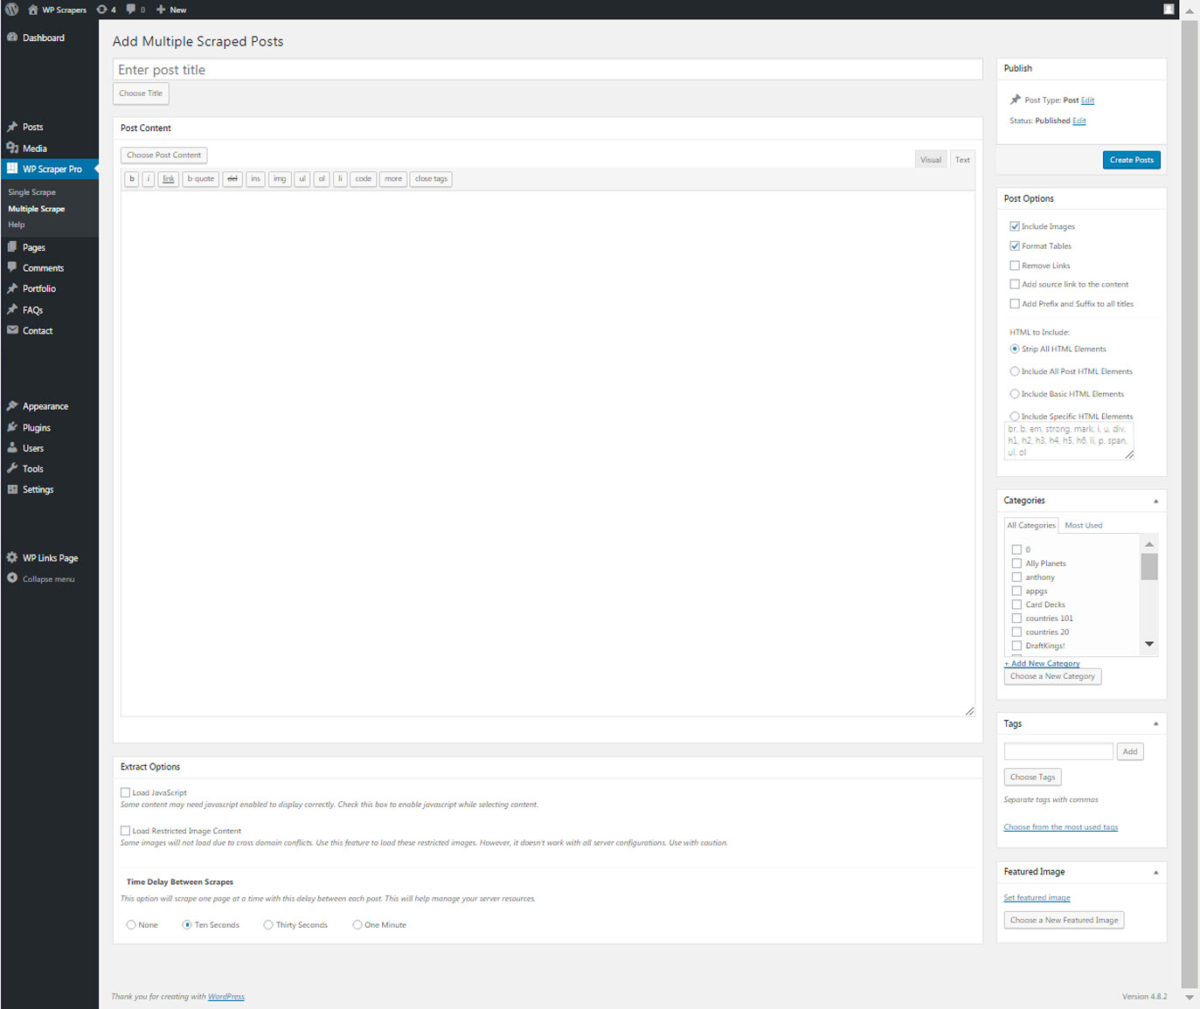 WP Scrapers 4 0 New
Dashboard
Posts
Media
WP Scraper Pro
Single Scrape
Multiple Scrape
Help
Pages
Comments
Portfolio
FAQs
Contact
Appearance
Plugins
Users
Tools
Settings
WP Links Page
Collapse menu
Add Multiple Scraped Posts
Enter post title
Choose Title
Post Content
Choose Post Content
Visual Text
b i link b-quote del ins img ul ol li code more close tags
Extract Options
Load JavaScript
Some content may need javascript enabled to display correctly. Check this box to enable javascript while selecting content.
Load Restricted Image Content
Some images will not load due to cross domain conflicts. Use this feature to load these restricted images. However, it doesn't work with all server configurations. Use with caution.
Time Delay Between Scrapes
This option will scrape one page at a time with this delay between each post. This will help manage your server resources.
None Ten Seconds Thirty Seconds One Minute
Publish
Post Type: Post Edit
Status: Published Edit
Create Posts
Post Options
Include Images
Format Tables
Remove Links
Add source link to the content
Add Prefix and Suffix to all titles
HTML to Include:
Strip All HTML Elements
Include All Post HTML Elements
Include Basic HTML Elements
Include Specific HTML Elements
br, b, em, strong, mark, i, u, div,
h1, h2, h3, h4, h5, h6, li, p, span,
ul, ol
Categories
All Categories Most Used
0
Ally Planets
anthony
appgs
Card Decks
countries 101
countries 20
DraftKings!
+ Add New Category
Choose a New Category
Tags
Add
Choose Tags
Separate tags with commas
Choose from the most used tags
Featured Image
Set featured image
Choose a New Featured Image
Thank you for creating with WordPress
Version 4.8.2